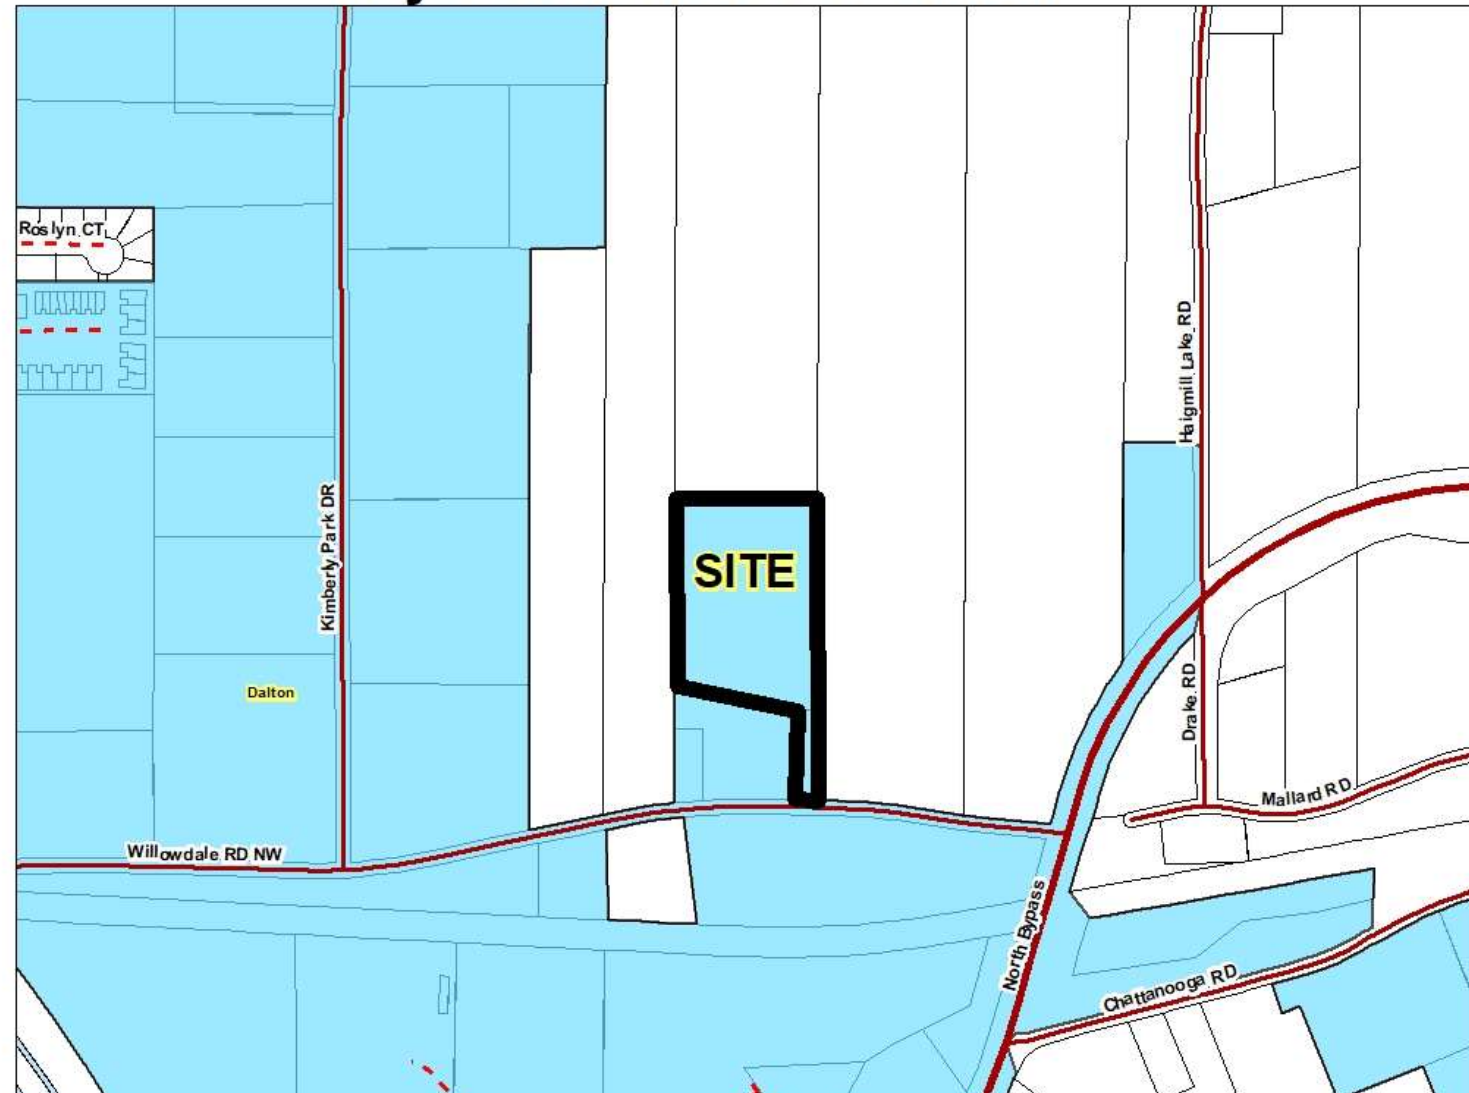 Roslyn CT
Haigmill Lake RD
Kimberly Park DR
SITE
Dalton
Drake RD
Mallard RD
Willowdale RD NW
North Bypass
Chattanooga RD